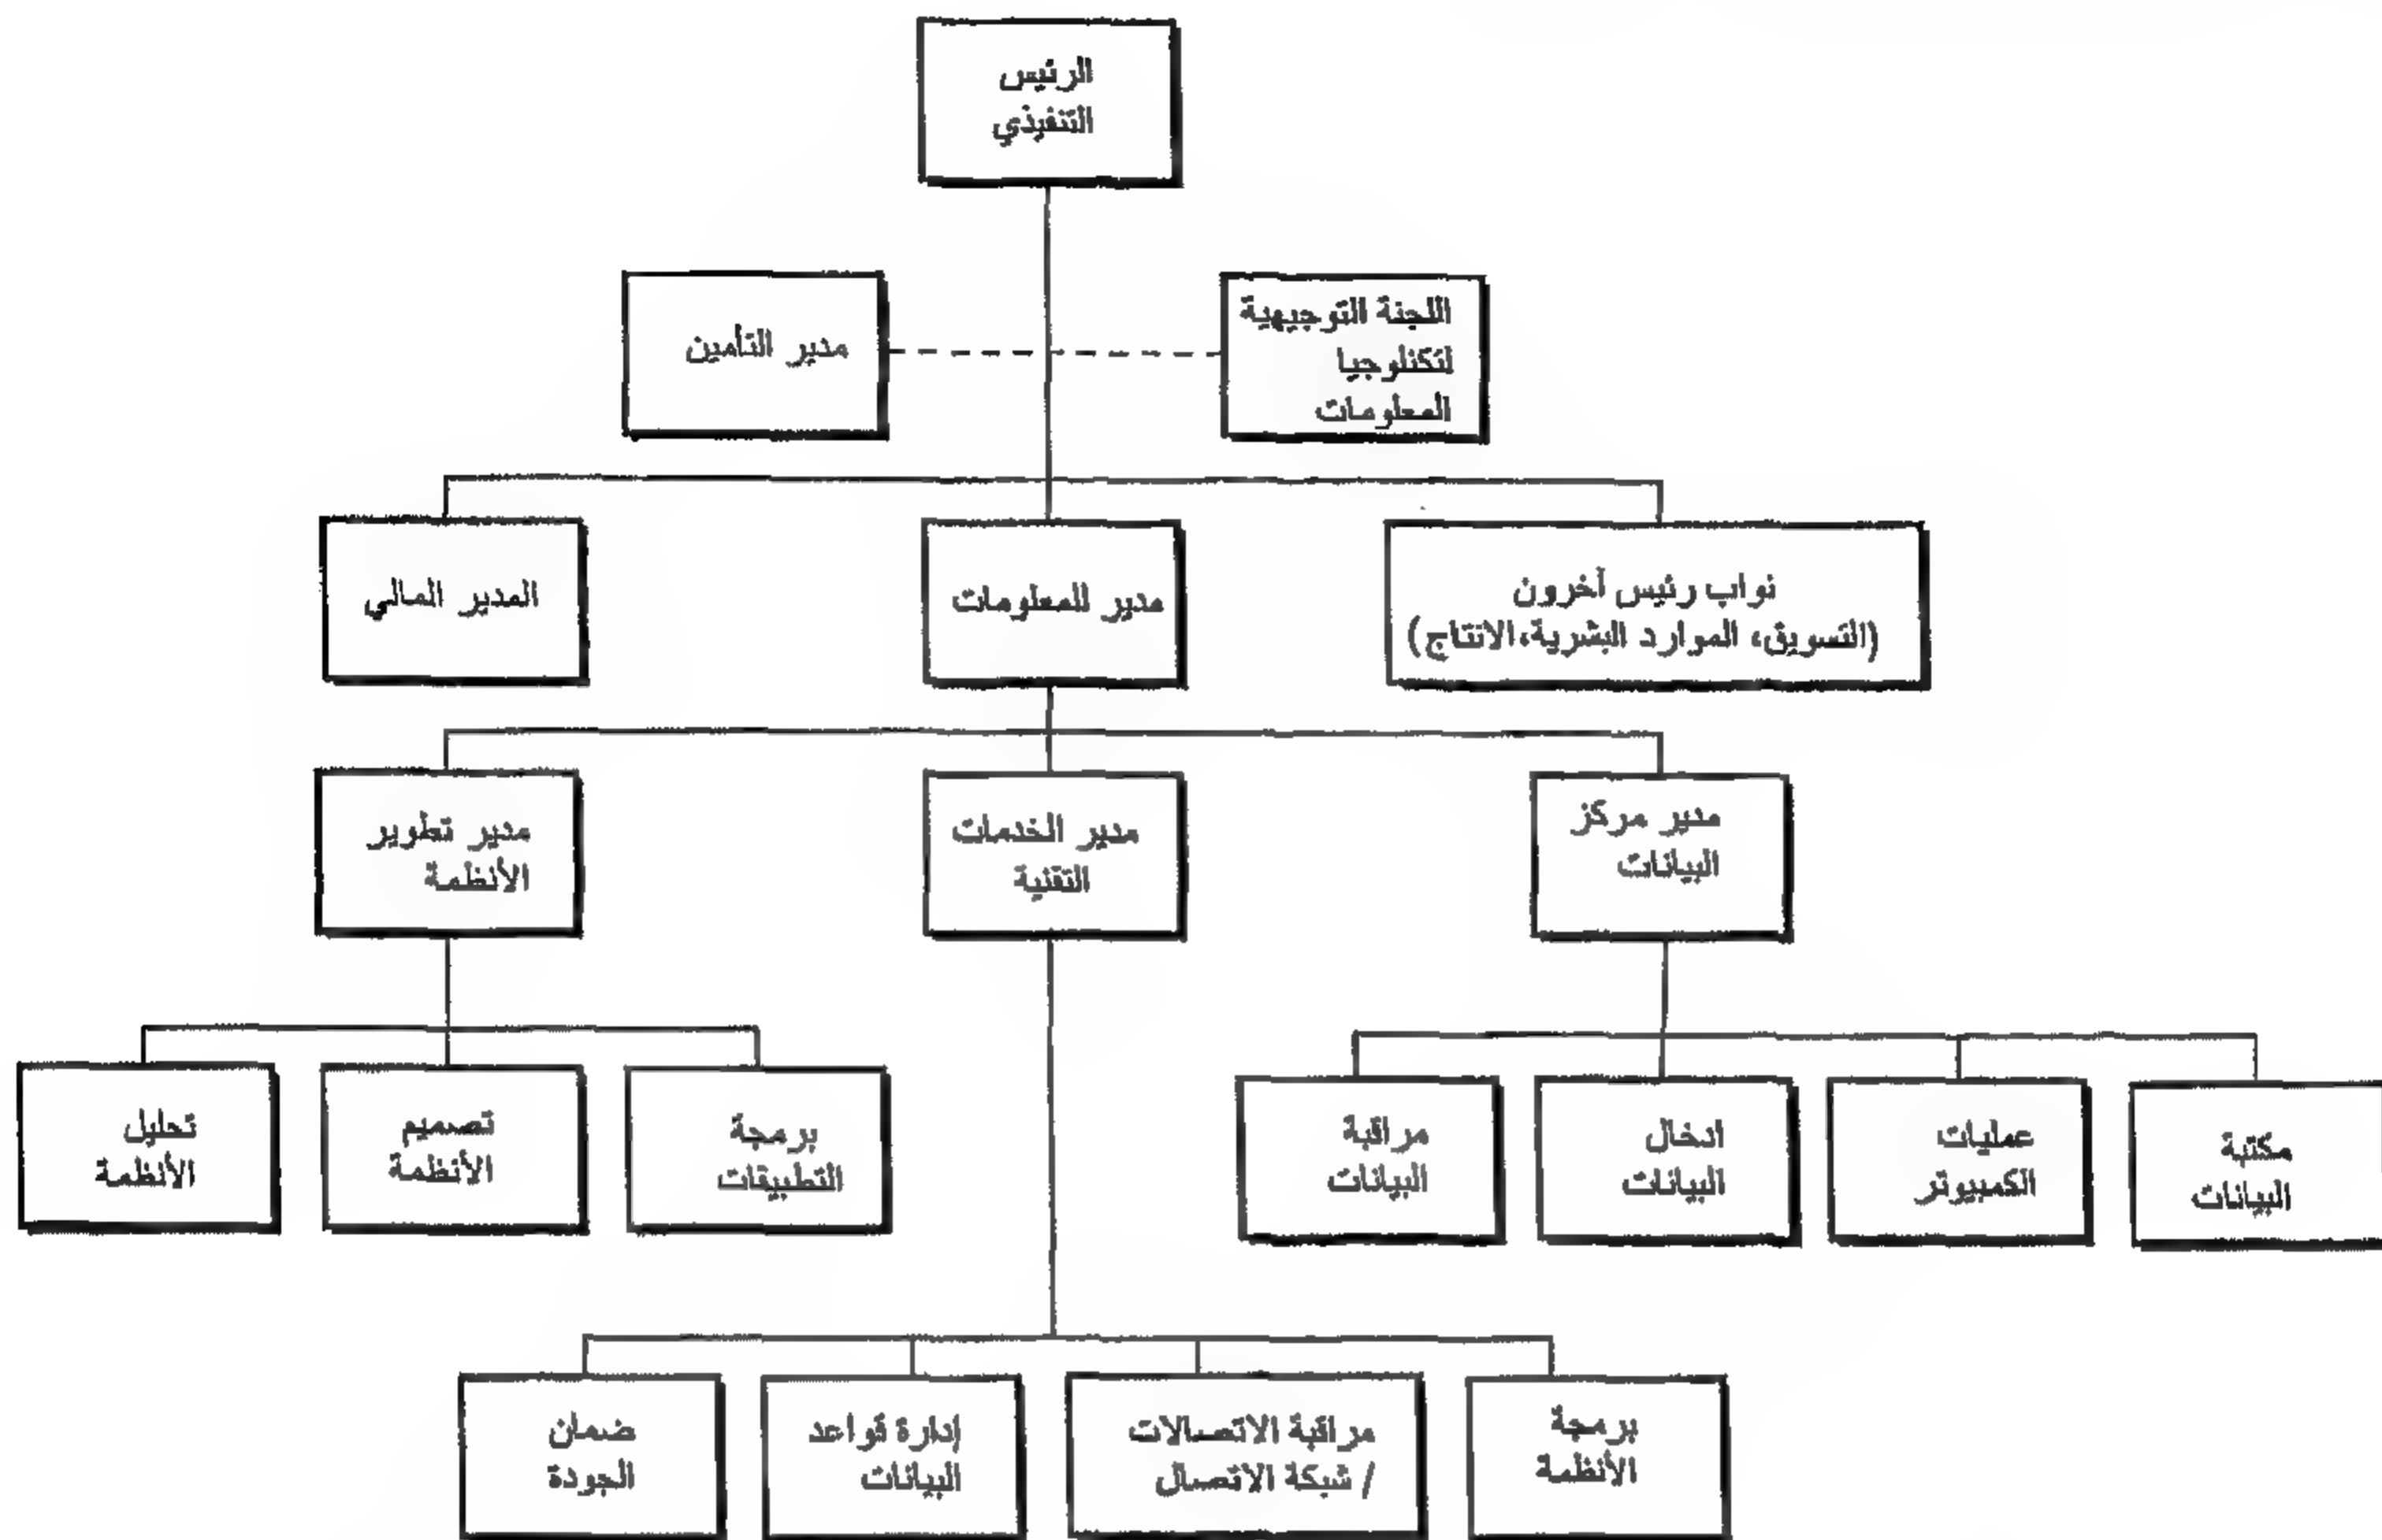 الرئيس
التنفيذي
اللجنة التوجيهية
لتكنلوجيا
المعلومات
مدير التأمين
نواب رئيس آخرون
(التسويق، الموارد البشرية، الانتاج)
مدير للمعلومات
المدير المالي
مدير مركز
البيانات
مدير الخدمات
التقنية
مدير تطوير
الأنظمة
مكتبة
البيانات
عمليات
الكمبيوتر
ادخال
البيانات
مراقبة
البيانات
برمجة
التطبيقات
تصميم
الأنظمة
تحليل
الأنظمة
برمجة
الأنظمة
مراقبة الاتصالات
/ شبكة الاتصال
إدارة قواعد
البيانات
ضمان
الجودة